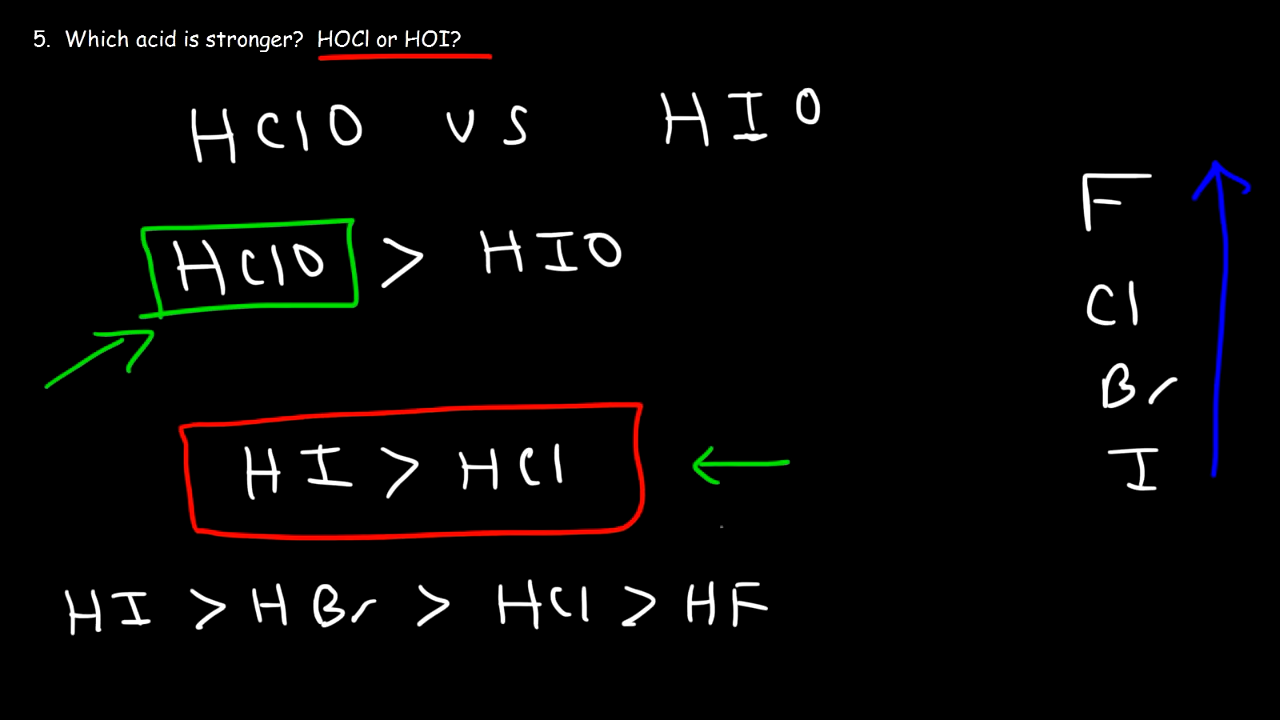 5. Which acid is stronger? HOCl or HOI?
HClO vs HIO
HClO > HIO
HI > HCl
HI > HBr > HCl > HF
F
Cl
Br
I